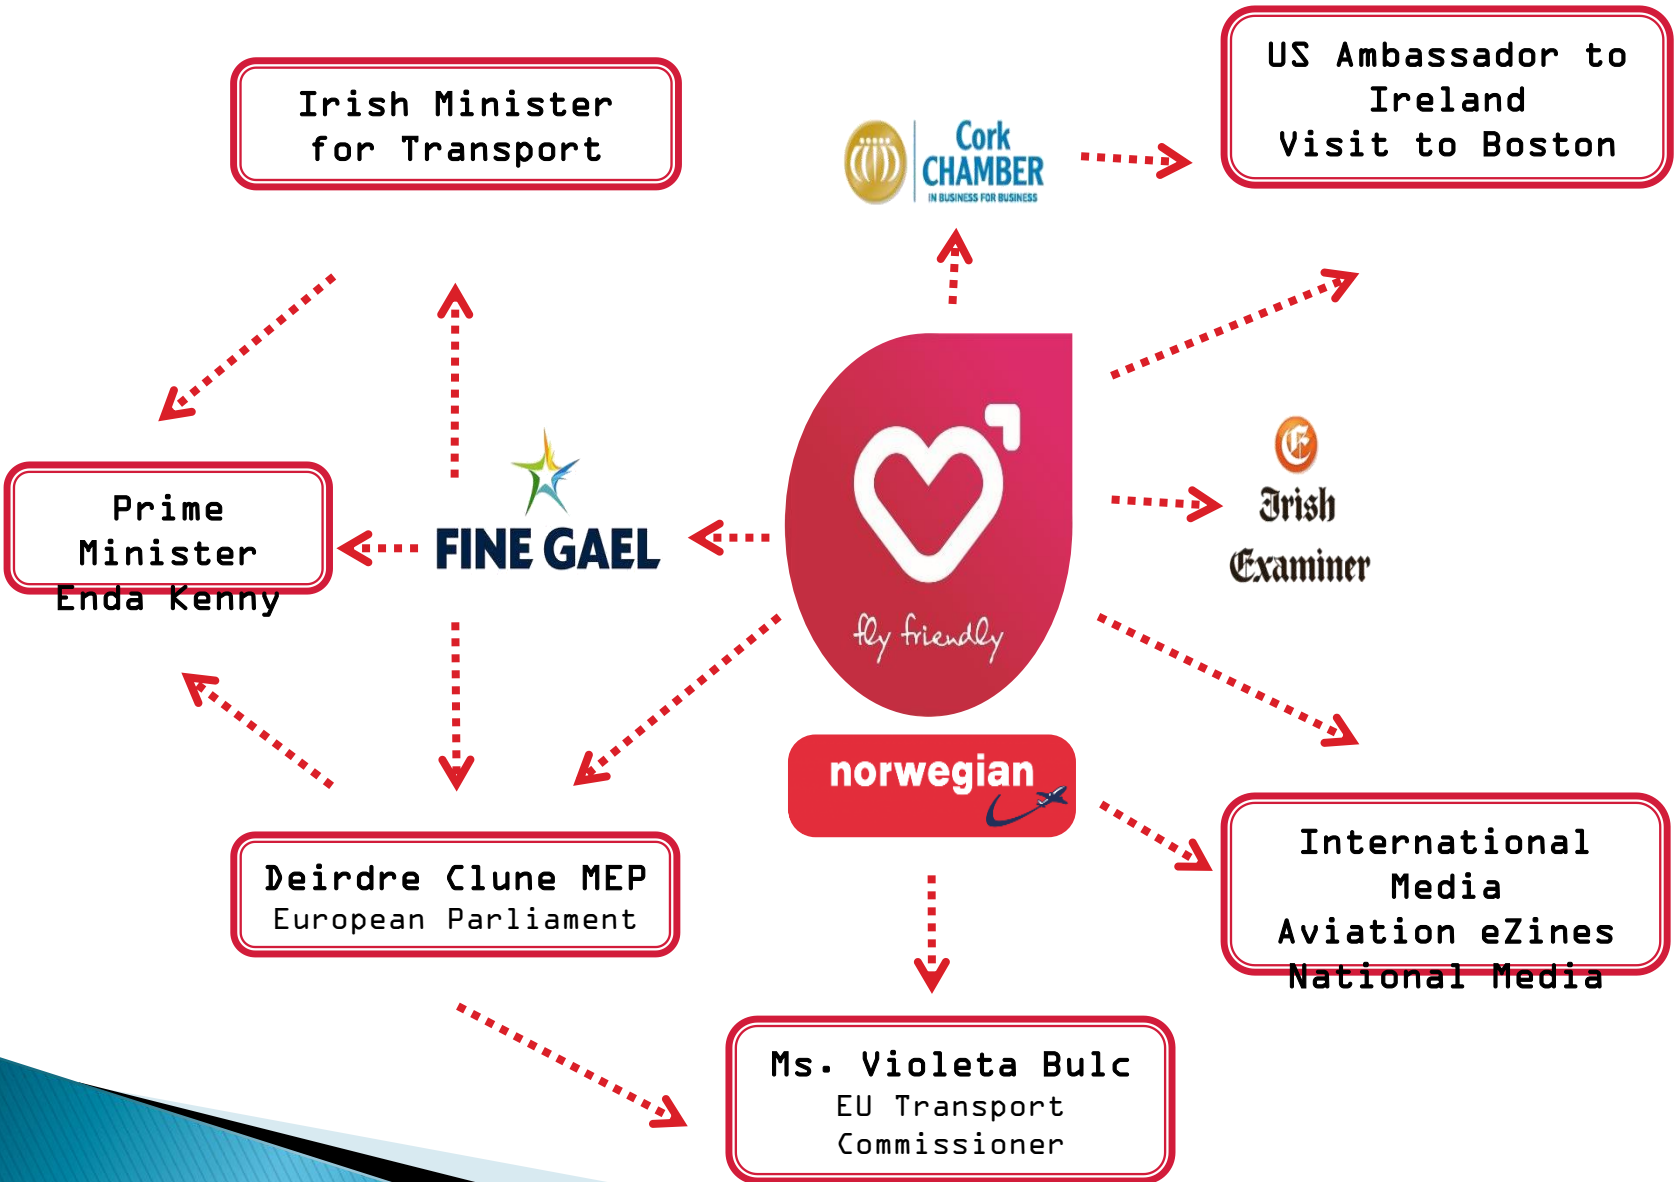 US Ambassador to
Ireland
Visit to Boston
Irish Minister
for Transport
Cork
CHAMBER
IN BUSINESS FOR BUSINESS
Irish
Examiner
Prime
Minister
Enda Kenny
FINE GAEL
fly friendly
norwegian
International
Media
Aviation eZines
National Media
Deirdre Clune MEP
European Parliament
Ms. Violeta Bulc
EU Transport
Commissioner